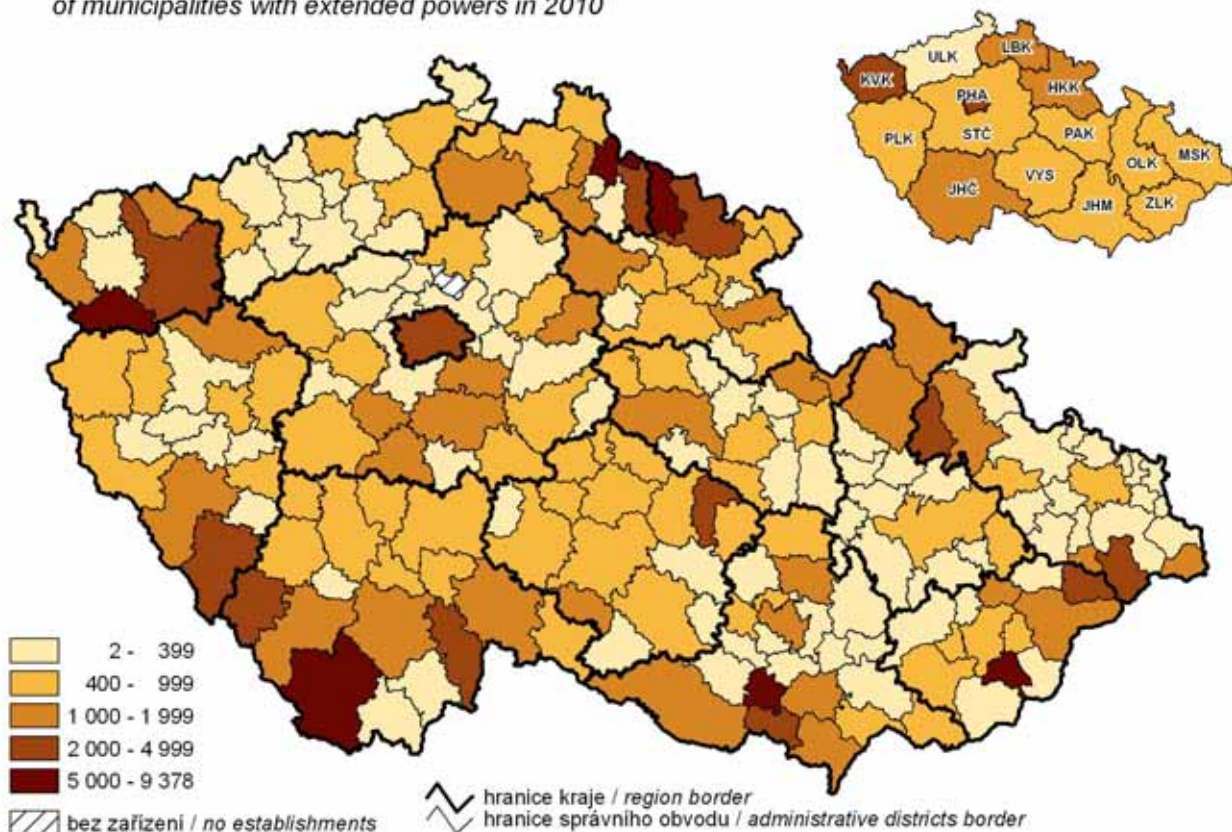 of municipalities with extended powers in 2010
ULK
LBK
KVK
HKK
PHA
PLK
STČ
PAK
OLK
MSK
VYS
JHČ
JHM
ZLK
2 - 399
400 - 999
1 000 - 1 999
2 000 - 4 999
5 000 - 9 378
bez zařízení / no establishments
hranice kraje / region border
hranice správního obvodu / administrative districts border